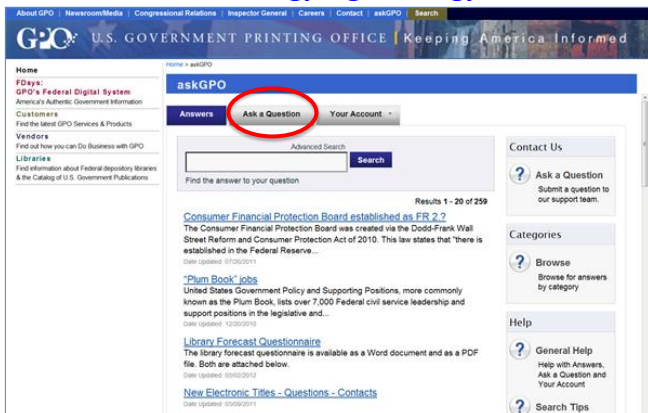 About GPO | Newsroom/Media | Congressional Relations | Inspector General | Careers | Contact | askGPO | Search
GPO U.S. GOVERNMENT PRINTING OFFICE | Keeping America Informed
Home
FDsys:
GPO's Federal Digital System
America's Authentic Government Information
Customers
Find the latest GPO Services & Products
Vendors
Find out how you can Do Business with GPO
Libraries
Find information about Federal depository libraries
& the Catalog of U.S. Government Publications
Home > askGPO
askGPO
Answers
Ask a Question
Your Account
Advanced Search
Search
Find the answer to your question
Results 1 - 20 of 259
Consumer Financial Protection Board established as FR 2.?
The Consumer Financial Protection Board was created via the Dodd-Frank Wall
Street Reform and Consumer Protection Act of 2010. This law states that "there is
established in the Federal Reserve...
Date Updated: 07/26/2011
"Plum Book" jobs
United States Government Policy and Supporting Positions, more commonly
known as the Plum Book, lists over 7,000 Federal civil service leadership and
support positions in the legislative and...
Date Updated: 12/20/2010
Library Forecast Questionnaire
The library forecast questionnaire is available as a Word document and as a PDF
file. Both are attached below.
Date Updated: 03/02/2012
New Electronic Titles - Questions - Contacts
Date Updated: 03/09/2011
Contact Us
Ask a Question
Submit a question to
our support team.
Categories
Browse
Browse for answers
by category
Help
General Help
Help with Answers,
Ask a Question and
Your Account
Search Tips